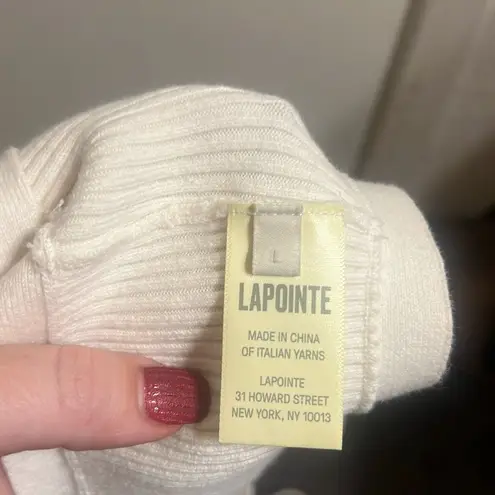 L
LAPOINTE
MADE IN CHINA
OF ITALIAN YARNS
LAPOINTE
31 HOWARD STREET
NEW YORK, NY 10013